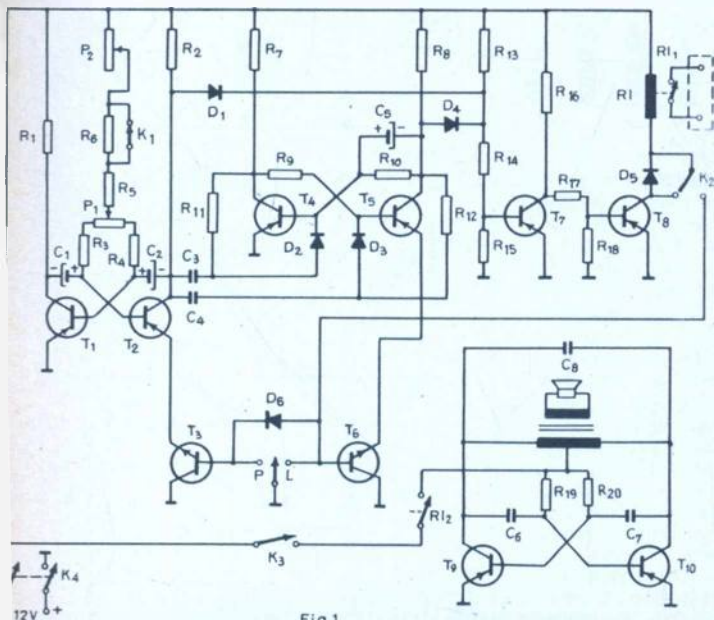 P2
R2
R7
R8
R13
Rl1
R16
Rl
D1
D4
C5
+ -
R1
R6
K1
R14
K2
D5
R5
R9
R10
R17
T4
T5
T7
T8
P1
R11
R12
D2
D3
R15
R18
R3
R4
C1
C2
- +
+ -
C3
C4
T1
T2
C8
D6
T3
T6
P
L
R19
R20
Rl2
C6
C7
K3
T9
T10
K4
12V
+
Fig.1